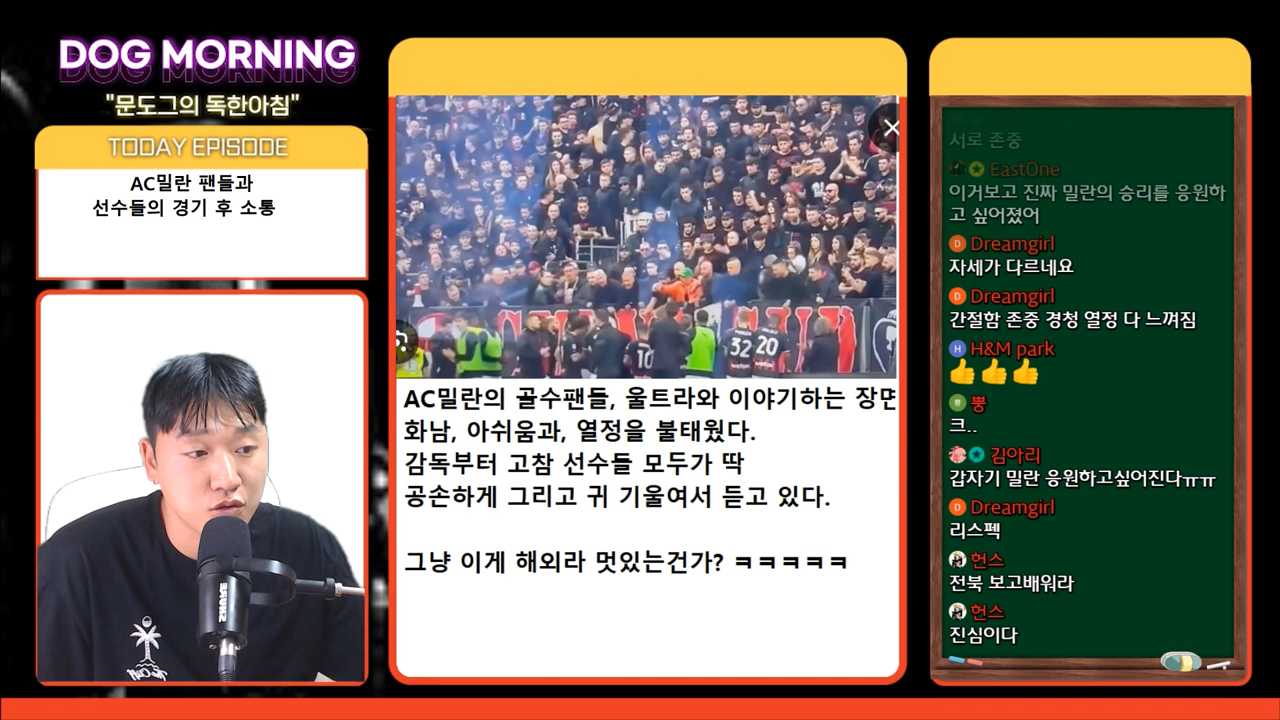 DOG MORNING
"문도그의 독한아침"
TODAY EPISODE
AC밀란 팬들과
선수들의 경기 후 소통
10
32 20
AC밀란의 골수팬들, 울트라와 이야기하는 장면
화남, 아쉬움과, 열정을 불태웠다.
감독부터 고참 선수들 모두가 딱
공손하게 그리고 귀 기울여서 듣고 있다.
그냥 이게 해외라 멋있는건가? ㅋㅋㅋㅋㅋ
SHURE
서로 존중
EastOne
이거보고 진짜 밀란의 승리를 응원하
고 싶어졌어
D Dreamgirl
자세가 다르네요
D Dreamgirl
간절함 존중 경청 열정 다 느껴짐
H H&M park
👍👍👍
뿡 뿡
크..
김아리
갑자기 밀란 응원하고싶어진다ㅠㅠ
D Dreamgirl
리스펙
헌스
전북 보고배워라
헌스
진심이다